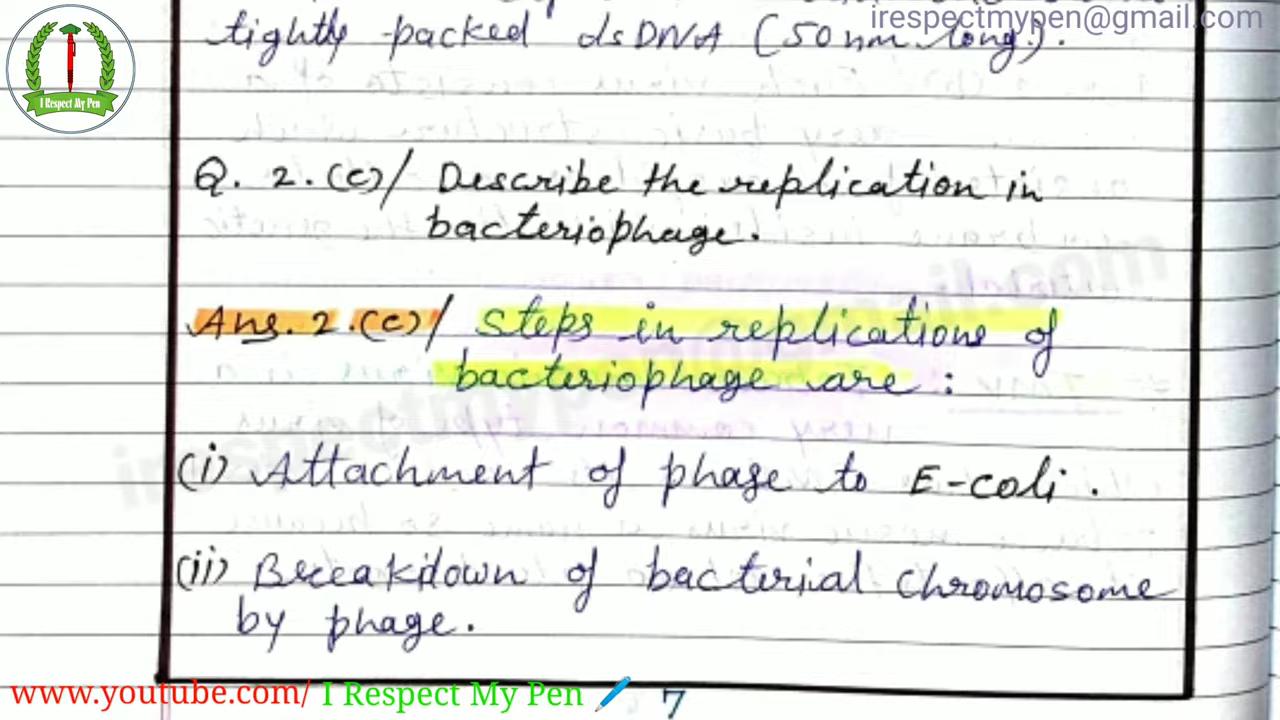 irespectmypen@gmail.com
tightly packed dsDNA (50nm long).
I Respect My Pen
Q. 2. (c)/ Describe the replication in
bacteriophage.
Ans. 2. (c)/ Steps in replications of
bacteriophage are :
(i) Attachment of phage to E-coli.
(ii) Breakdown of bacterial chromosome
by phage.
www.youtube.com/ I Respect My Pen
7